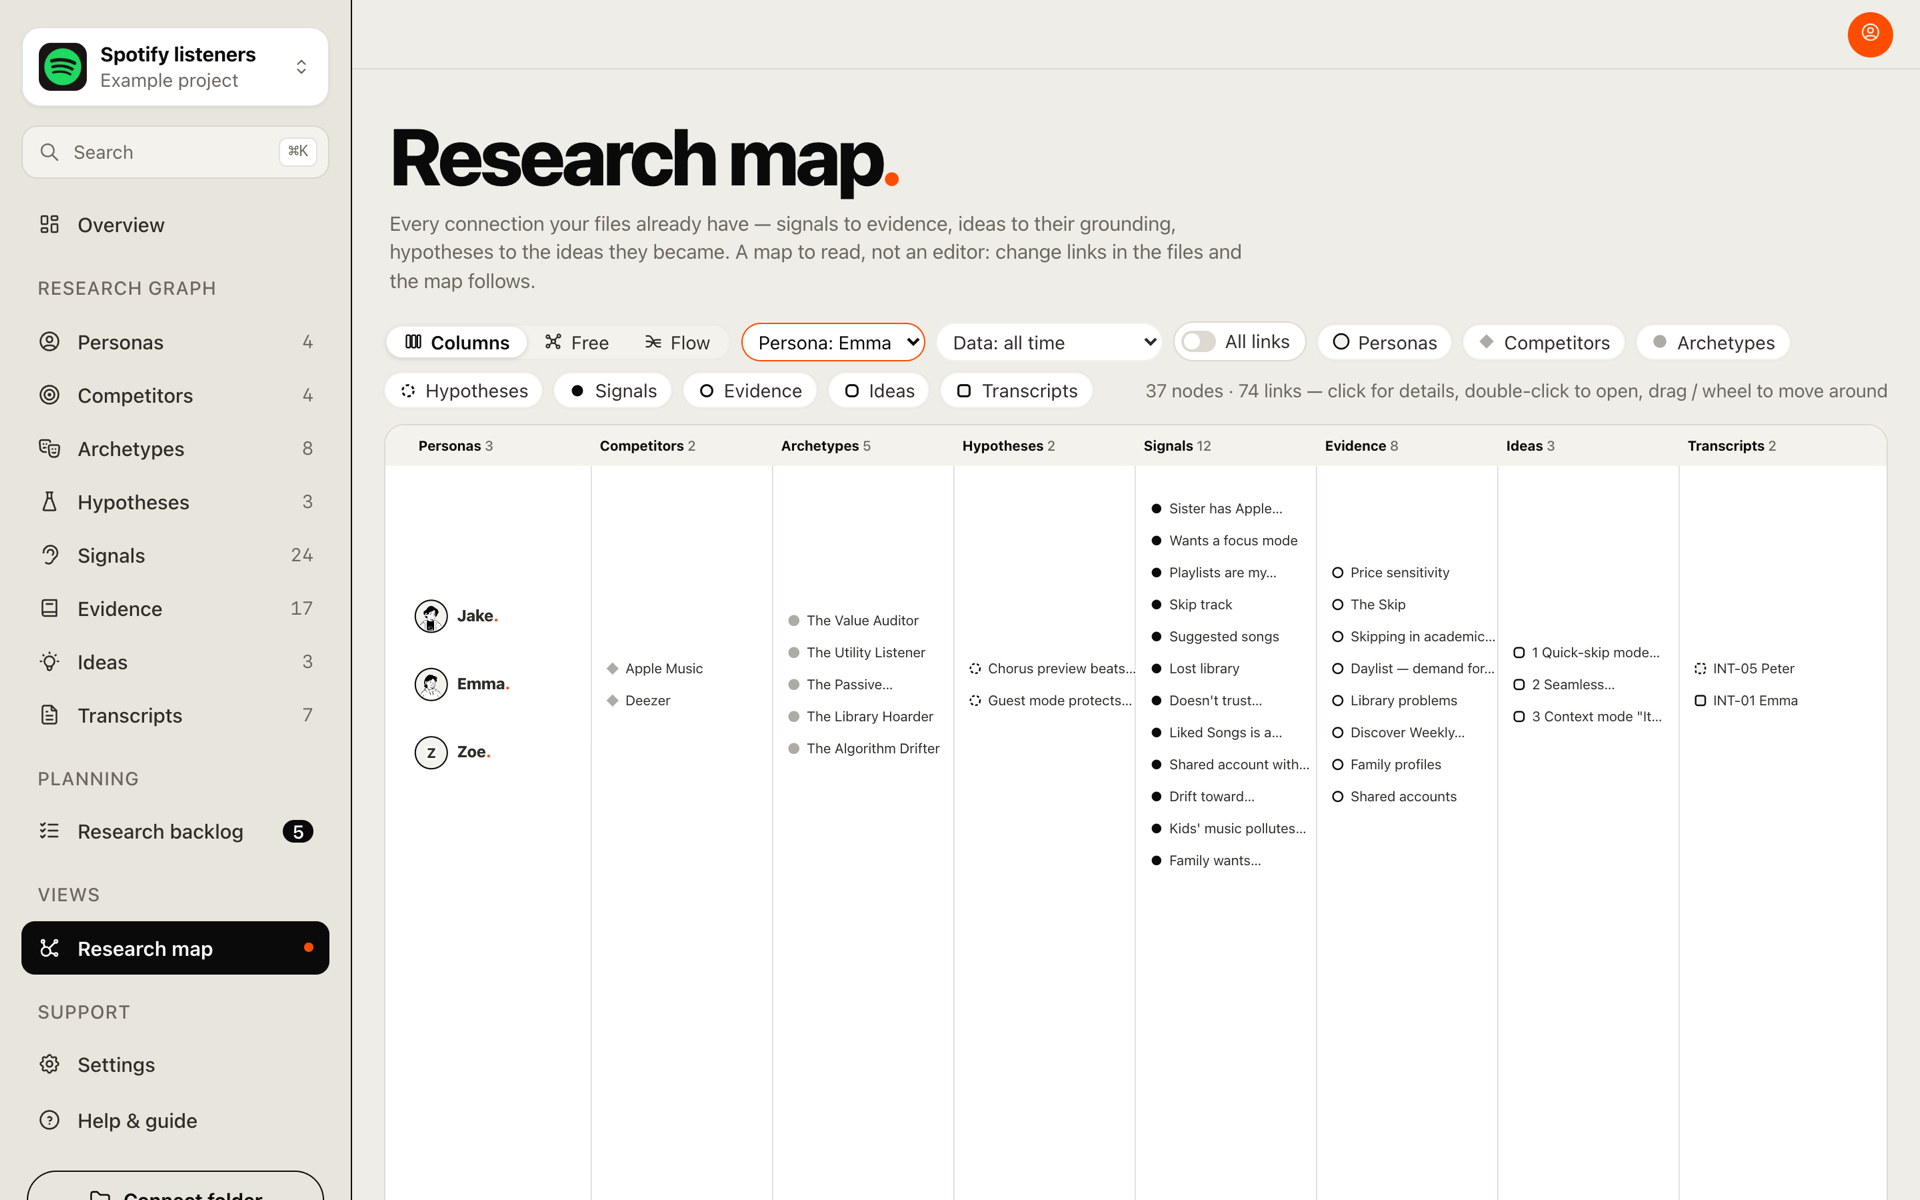 Spotify listeners
Example project
Search
⌘K
Overview
RESEARCH GRAPH
Personas 4
Competitors 4
Archetypes 8
Hypotheses 3
Signals 24
Evidence 17
Ideas 3
Transcripts 7
PLANNING
Research backlog 5
VIEWS
Research map
SUPPORT
Settings
Help & guide
Connect folder
Research map.
Every connection your files already have — signals to evidence, ideas to their grounding,
hypotheses to the ideas they became. A map to read, not an editor: change links in the files and
the map follows.
Columns Free Flow Persona: Emma Data: all time All links Personas Competitors Archetypes
Hypotheses Signals Evidence Ideas Transcripts 37 nodes · 74 links — click for details, double-click to open, drag / wheel to move around
Personas 3 Competitors 2 Archetypes 5 Hypotheses 2 Signals 12 Evidence 8 Ideas 3 Transcripts 2
Jake.
Emma.
Z Zoe.
Apple Music
Deezer
The Value Auditor
The Utility Listener
The Passive...
The Library Hoarder
The Algorithm Drifter
Chorus preview beats...
Guest mode protects...
Sister has Apple...
Wants a focus mode
Playlists are my...
Skip track
Suggested songs
Lost library
Doesn't trust...
Liked Songs is a...
Shared account with...
Drift toward...
Kids' music pollutes...
Family wants...
Price sensitivity
The Skip
Skipping in academic...
Daylist — demand for...
Library problems
Discover Weekly...
Family profiles
Shared accounts
1 Quick-skip mode...
2 Seamless...
3 Context mode "It...
INT-05 Peter
INT-01 Emma